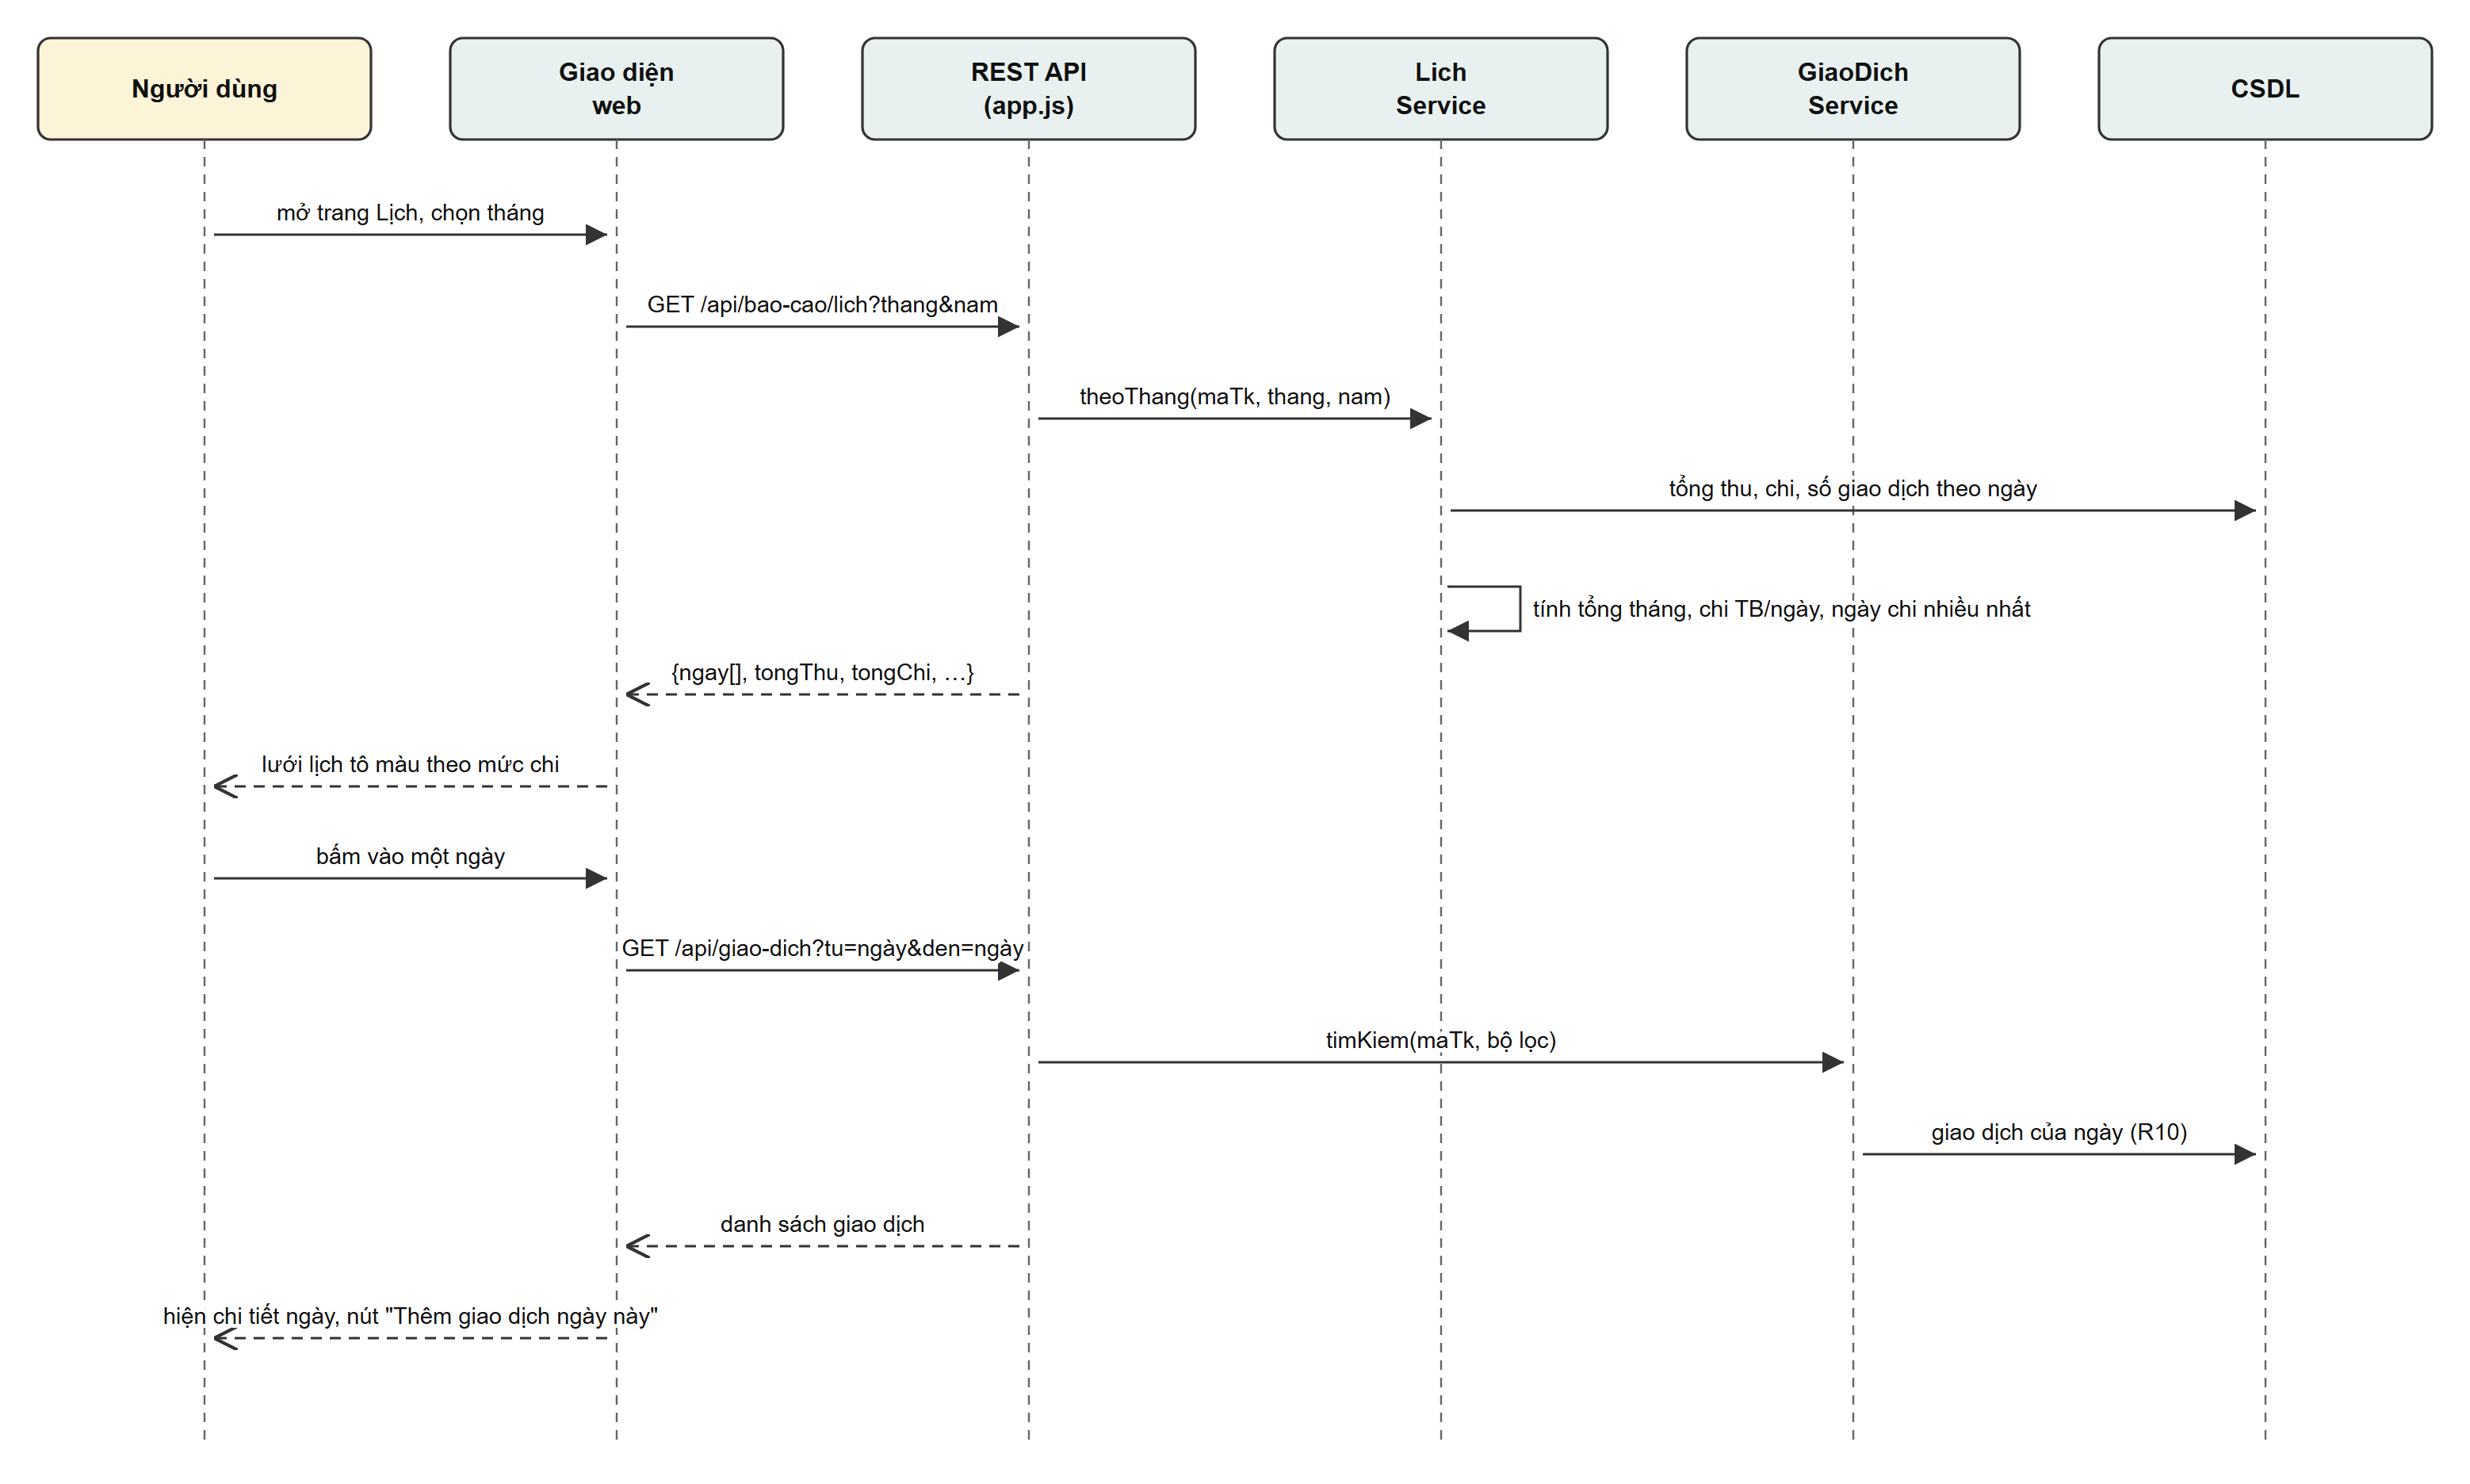 Người dùng
Giao diện
web
REST API
(app.js)
Lich
Service
GiaoDich
Service
CSDL
mở trang Lịch, chọn tháng
GET /api/bao-cao/lich?thang&nam
theoThang(maTk, thang, nam)
tổng thu, chi, số giao dịch theo ngày
tính tổng tháng, chi TB/ngày, ngày chi nhiều nhất
{ngay[], tongThu, tongChi, …}
lưới lịch tô màu theo mức chi
bấm vào một ngày
GET /api/giao-dich?tu=ngày&den=ngày
timKiem(maTk, bộ lọc)
giao dịch của ngày (R10)
danh sách giao dịch
hiện chi tiết ngày, nút "Thêm giao dịch ngày này"